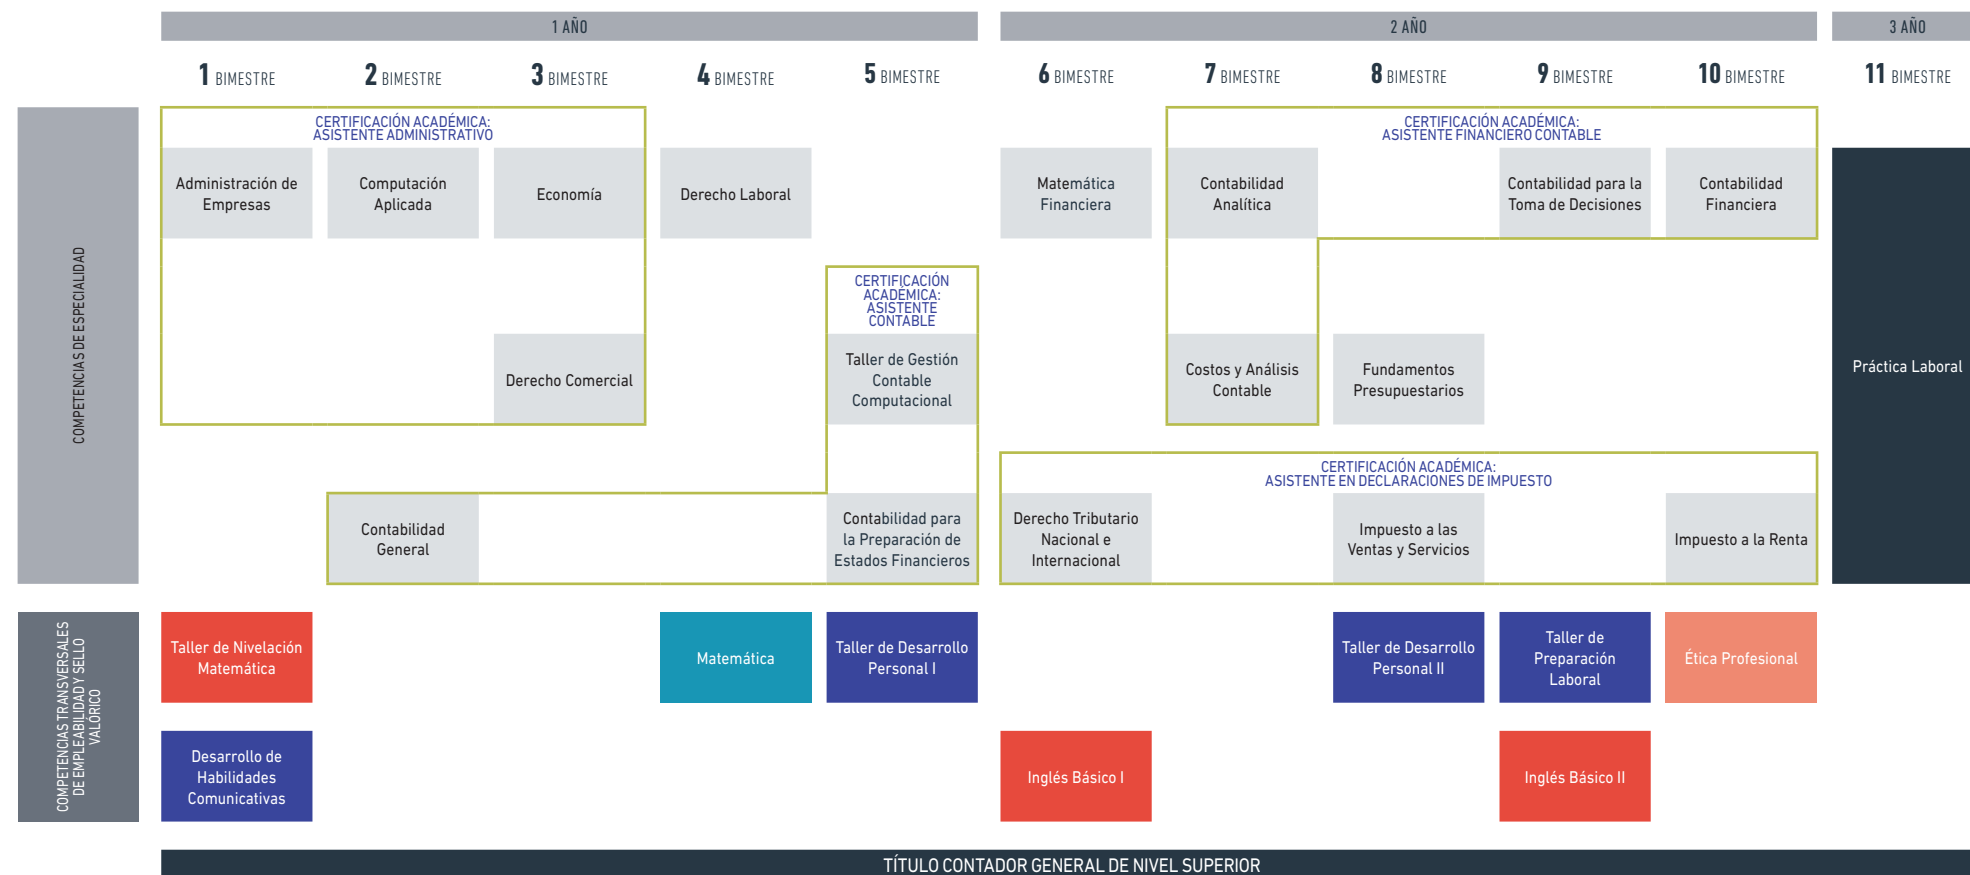 1 AÑO
2 AÑO
3 AÑO
1 BIMESTRE
2 BIMESTRE
3 BIMESTRE
4 BIMESTRE
5 BIMESTRE
6 BIMESTRE
7 BIMESTRE
8 BIMESTRE
9 BIMESTRE
10 BIMESTRE
11 BIMESTRE
COMPETENCIAS DE ESPECIALIDAD
CERTIFICACIÓN ACADÉMICA:
ASISTENTE ADMINISTRATIVO
CERTIFICACIÓN ACADÉMICA:
ASISTENTE FINANCIERO CONTABLE
Administración de
Empresas
Computación
Aplicada
Economía
Derecho Laboral
Matemática
Financiera
Contabilidad
Analítica
Contabilidad para la
Toma de Decisiones
Contabilidad
Financiera
CERTIFICACIÓN
ACADÉMICA:
ASISTENTE
CONTABLE
Derecho Comercial
Taller de Gestión
Contable
Computacional
Costos y Análisis
Contable
Fundamentos
Presupuestarios
Práctica Laboral
CERTIFICACIÓN ACADÉMICA:
ASISTENTE EN DECLARACIONES DE IMPUESTO
Contabilidad
General
Contabilidad para
la Preparación de
Estados Financieros
Derecho Tributario
Nacional e
Internacional
Impuesto a las
Ventas y Servicios
Impuesto a la Renta
COMPETENCIAS TRANSVERSALES
DE EMPLEABILIDAD Y SELLO
VALÓRICO
Taller de Nivelación
Matemática
Matemática
Taller de Desarrollo
Personal I
Taller de Desarrollo
Personal II
Taller de
Preparación
Laboral
Ética Profesional
Desarrollo de
Habilidades
Comunicativas
Inglés Básico I
Inglés Básico II
TÍTULO CONTADOR GENERAL DE NIVEL SUPERIOR